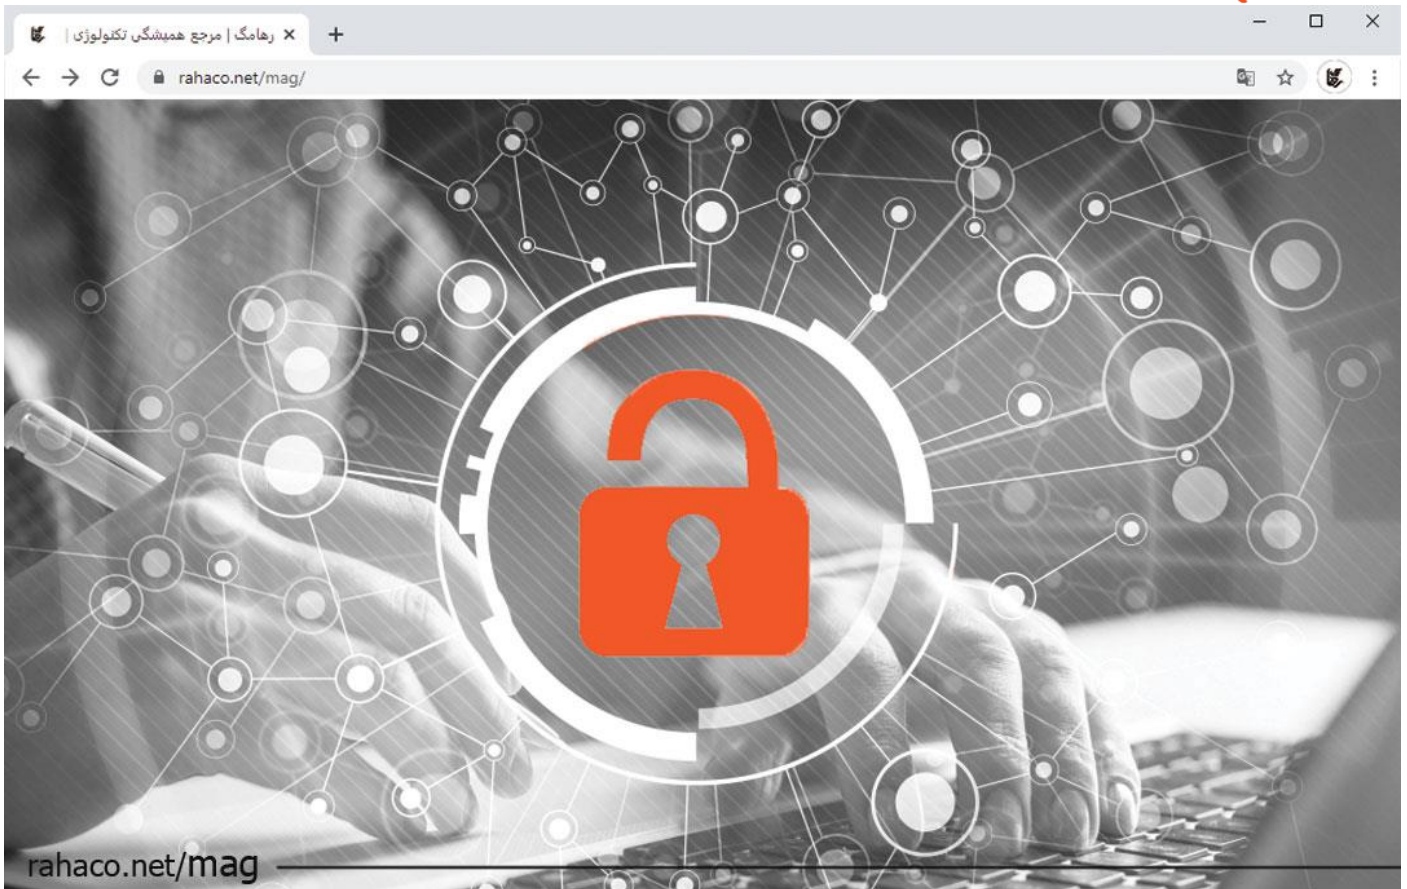 رهامگ | مرجع همیشگی تکنولوژی |
rahaco.net/mag/
rahaco.net/mag